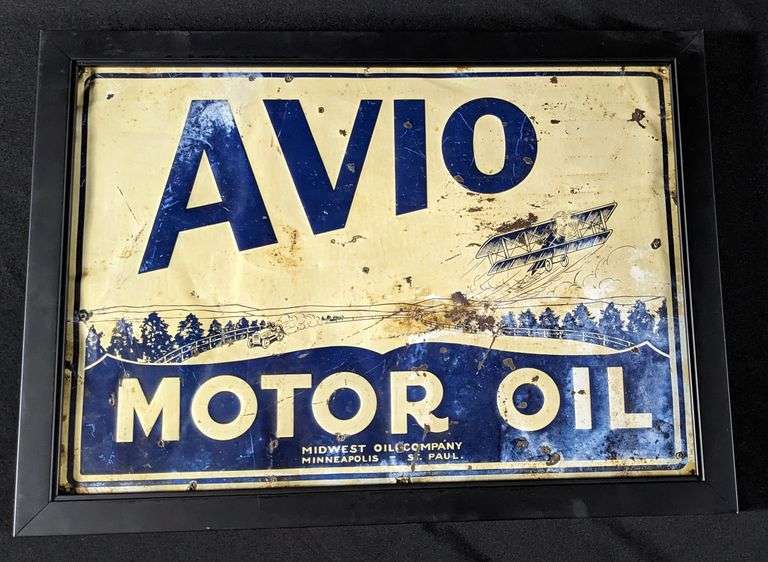 AVIO
MOTOR OIL
MIDWEST OIL COMPANY
MINNEAPOLIS ST. PAUL.